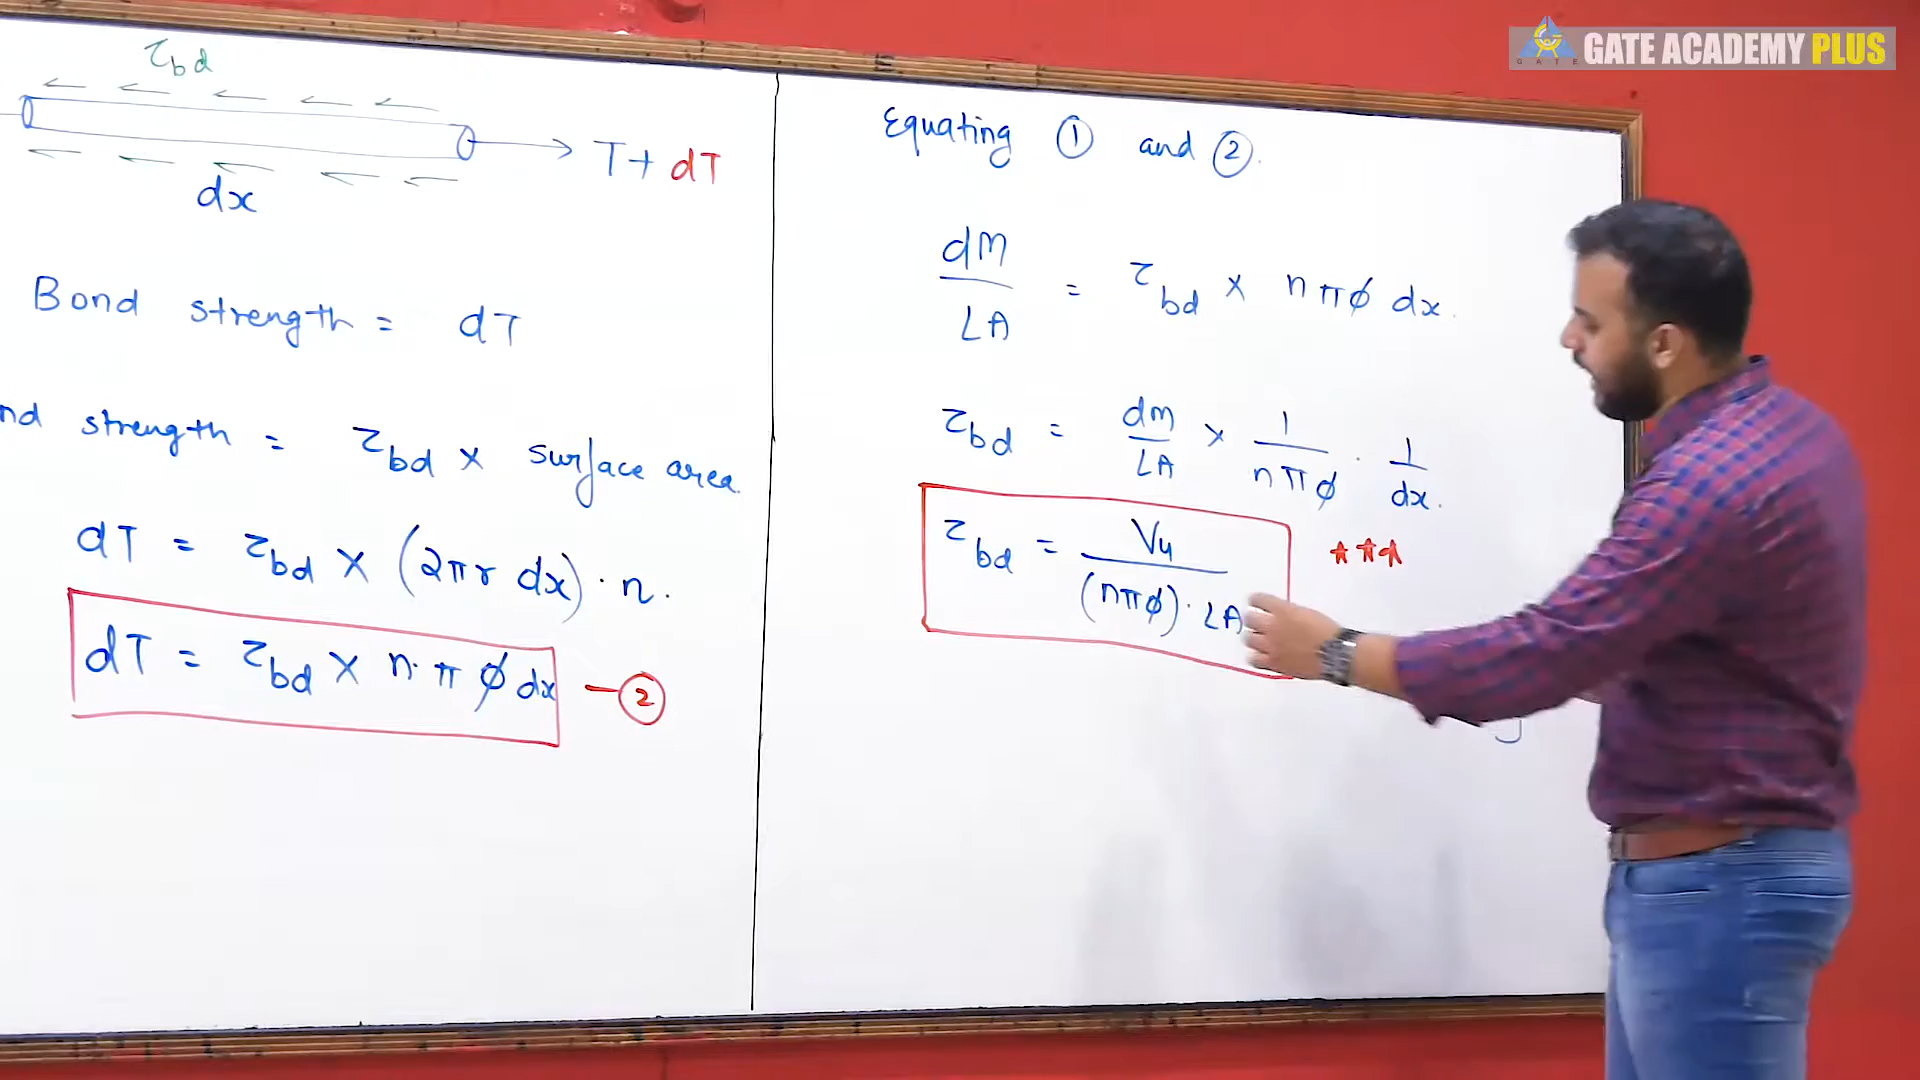 GATE ACADEMY PLUS
GATE
τbd
T + dT
dx
Bond strength = dT
nd strength = τbd × surface area
dT = τbd × (2πr dx) · n.
dT = τbd × n · π ϕ dx — ②
Equating ① and ②.
dM / LA = τbd × nπϕ dx.
τbd = dM / LA × 1 / nπϕ · 1 / dx.
τbd = Vu / (nπϕ) · LA